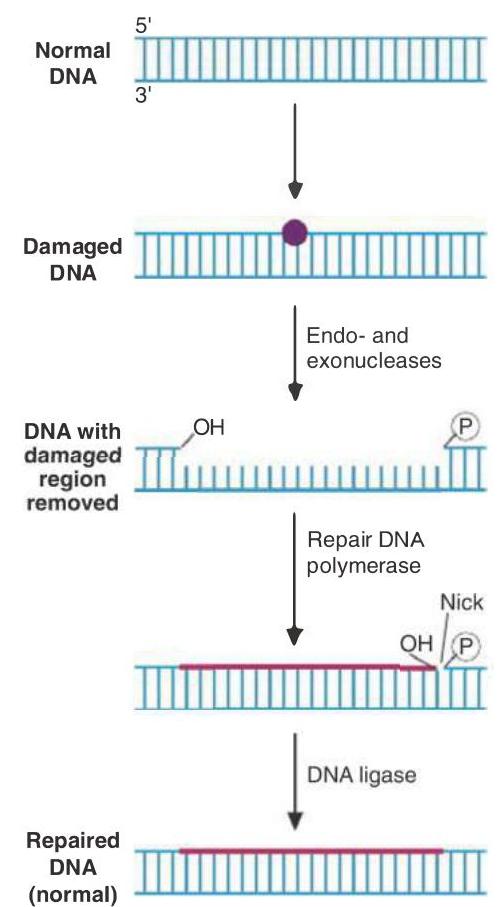 5'
Normal
DNA
3'
Damaged
DNA
Endo- and
exonucleases
OH
P
DNA with
damaged
region
removed
Repair DNA
polymerase
Nick
OH
P
DNA ligase
Repaired
DNA
(normal)